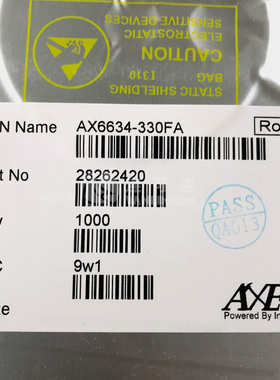 SENSITIVE DEVICES
ELECTROSTATIC
CAUTION
BAG
1310
STATIC SHIELDING
N Name AX6634-330FA Ro
t No 28262420
y 1000
C 9w1
te
PASS
QA013
AXE
Powered By In